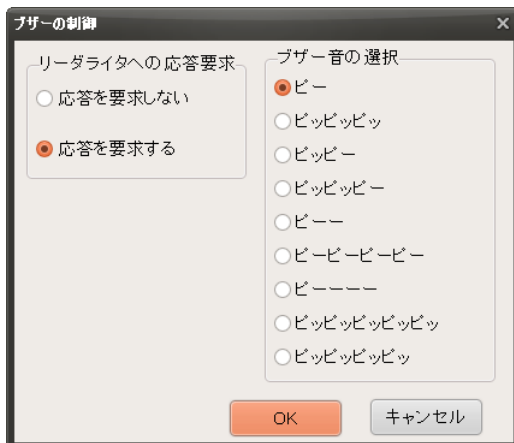 ブザーの制御
リーダライタへの応答要求
応答を要求しない
応答を要求する
ブザー音の選択
ピー
ピッピッピッ
ピッピー
ピッピッピー
ピーー
ピーピーピーピー
ピーーーー
ピッピッピッピッピッ
ピッピッピッピッ
OK
キャンセル